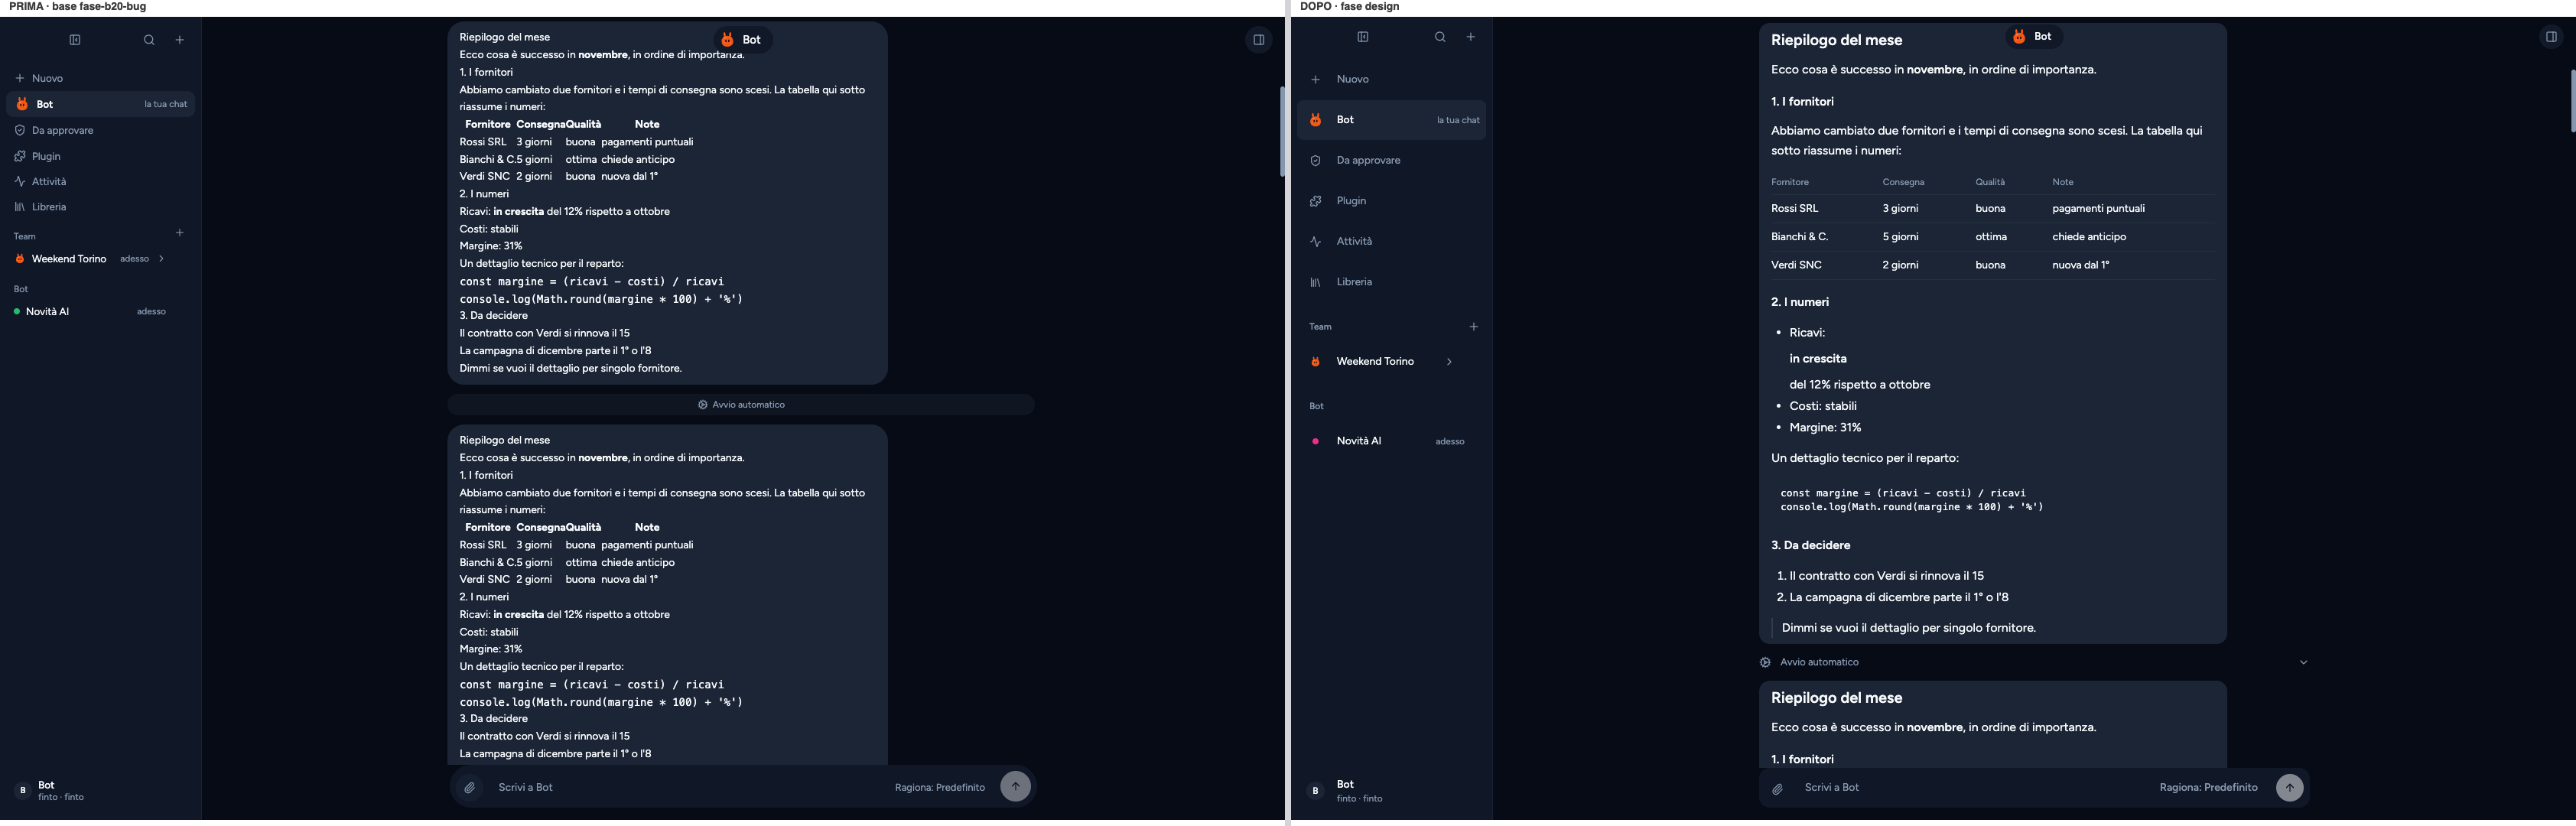 PRIMA · base fase-b20-bug
Nuovo
Bot la tua chat
Da approvare
Plugin
Attività
Libreria
Team
Weekend Torino adesso
Bot
Novità AI adesso
B
Bot
finto · finto
Bot
Riepilogo del mese
Ecco cosa è successo in novembre, in ordine di importanza.
1. I fornitori
Abbiamo cambiato due fornitori e i tempi di consegna sono scesi. La tabella qui sotto
riassume i numeri:
Fornitore Consegna Qualità Note
Rossi SRL 3 giorni buona pagamenti puntuali
Bianchi & C. 5 giorni ottima chiede anticipo
Verdi SNC 2 giorni buona nuova dal 1°
2. I numeri
Ricavi: in crescita del 12% rispetto a ottobre
Costi: stabili
Margine: 31%
Un dettaglio tecnico per il reparto:
const margine = (ricavi - costi) / ricavi
console.log(Math.round(margine * 100) + '%')
3. Da decidere
Il contratto con Verdi si rinnova il 15
La campagna di dicembre parte il 1° o l'8
Dimmi se vuoi il dettaglio per singolo fornitore.
Avvio automatico
Riepilogo del mese
Ecco cosa è successo in novembre, in ordine di importanza.
1. I fornitori
Abbiamo cambiato due fornitori e i tempi di consegna sono scesi. La tabella qui sotto
riassume i numeri:
Fornitore Consegna Qualità Note
Rossi SRL 3 giorni buona pagamenti puntuali
Bianchi & C. 5 giorni ottima chiede anticipo
Verdi SNC 2 giorni buona nuova dal 1°
2. I numeri
Ricavi: in crescita del 12% rispetto a ottobre
Costi: stabili
Margine: 31%
Un dettaglio tecnico per il reparto:
const margine = (ricavi - costi) / ricavi
console.log(Math.round(margine * 100) + '%')
3. Da decidere
Il contratto con Verdi si rinnova il 15
La campagna di dicembre parte il 1° o l'8
Scrivi a Bot Ragiona: Predefinito
DOPO · fase design
Nuovo
Bot la tua chat
Da approvare
Plugin
Attività
Libreria
Team
Weekend Torino
Bot
Novità AI adesso
B
Bot
finto · finto
Bot
Riepilogo del mese
Ecco cosa è successo in novembre, in ordine di importanza.
1. I fornitori
Abbiamo cambiato due fornitori e i tempi di consegna sono scesi. La tabella qui
sotto riassume i numeri:
Fornitore Consegna Qualità Note
Rossi SRL 3 giorni buona pagamenti puntuali
Bianchi & C. 5 giorni ottima chiede anticipo
Verdi SNC 2 giorni buona nuova dal 1°
2. I numeri
• Ricavi:
in crescita
del 12% rispetto a ottobre
• Costi: stabili
• Margine: 31%
Un dettaglio tecnico per il reparto:
const margine = (ricavi - costi) / ricavi
console.log(Math.round(margine * 100) + '%')
3. Da decidere
1. Il contratto con Verdi si rinnova il 15
2. La campagna di dicembre parte il 1° o l'8
Dimmi se vuoi il dettaglio per singolo fornitore.
Avvio automatico
Riepilogo del mese
Ecco cosa è successo in novembre, in ordine di importanza.
1. I fornitori
Scrivi a Bot Ragiona: Predefinito